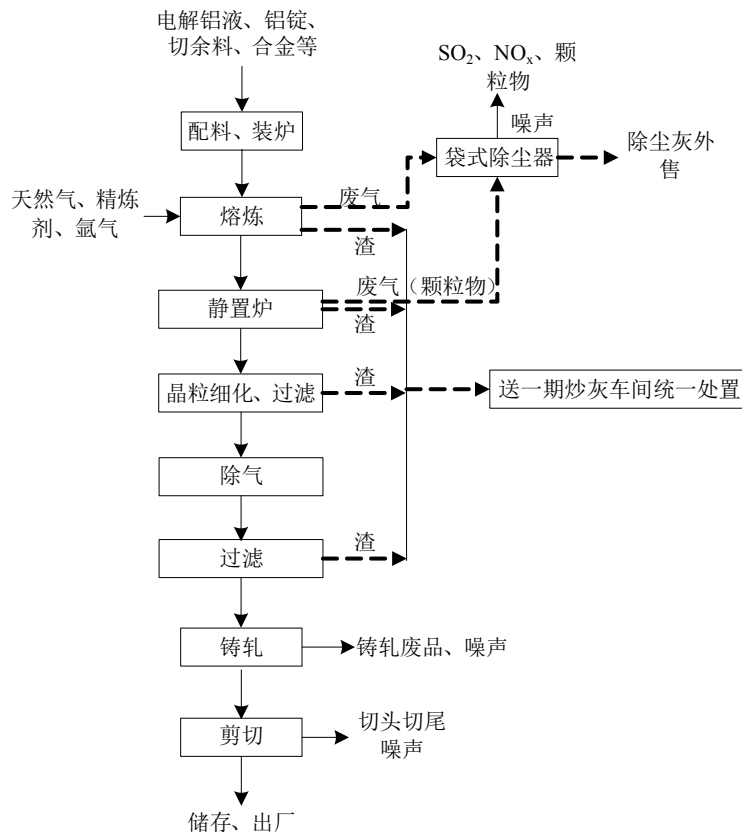 电解铝液、铝锭、
切余料、合金等
SO₂、NOₓ、颗
粒物
配料、装炉
噪声
袋式除尘器
除尘灰外
售
天然气、精炼
剂、氩气
熔炼
废气
渣
废气（颗粒物）
静置炉
渣
晶粒细化、过滤
渣
送一期炒灰车间统一处置
除气
过滤
渣
铸轧
铸轧废品、噪声
剪切
切头切尾
噪声
储存、出厂